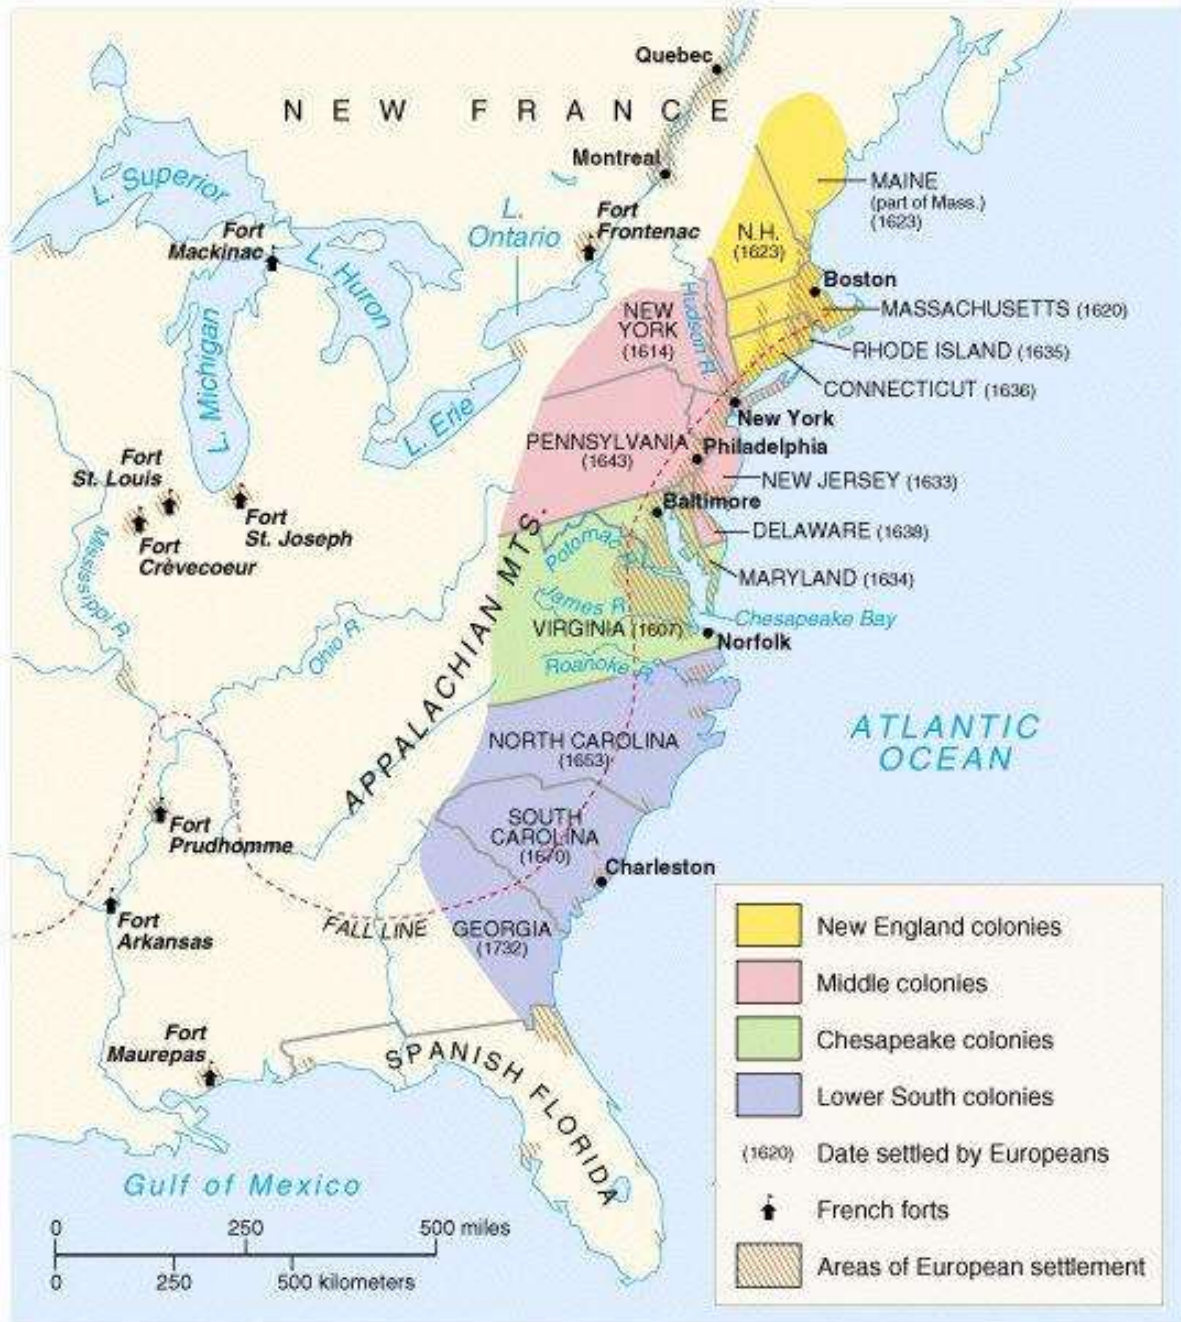 Quebec
NEW FRANCE
Montreal
L. Superior
MAINE
(part of Mass.)
(1623)
L.
Ontario
Fort
Frontenac
Fort
Mackinac
N.H.
(1623)
L. Huron
Boston
Hudson R.
MASSACHUSETTS (1620)
NEW
YORK
(1614)
RHODE ISLAND (1635)
L. Michigan
CONNECTICUT (1636)
L. Erie
New York
PENNSYLVANIA
(1643)
Philadelphia
Fort
St. Louis
NEW JERSEY (1633)
Baltimore
Fort
St. Joseph
DELAWARE (1638)
Fort
Crèvecoeur
Potomac R.
Mississippi R.
MARYLAND (1634)
James R.
Chesapeake Bay
VIRGINIA (1607)
Norfolk
Ohio R.
Roanoke R.
APPALACHIAN MTS.
ATLANTIC
OCEAN
NORTH CAROLINA
(1653)
SOUTH
CAROLINA
(1670)
Fort
Prudhomme
Charleston
Fort
Arkansas
FALL LINE
GEORGIA
(1732)
Fort
Maurepas
SPANISH FLORIDA
Gulf of Mexico
0 250 500 miles
0 250 500 kilometers
New England colonies
Middle colonies
Chesapeake colonies
Lower South colonies
(1620) Date settled by Europeans
French forts
Areas of European settlement